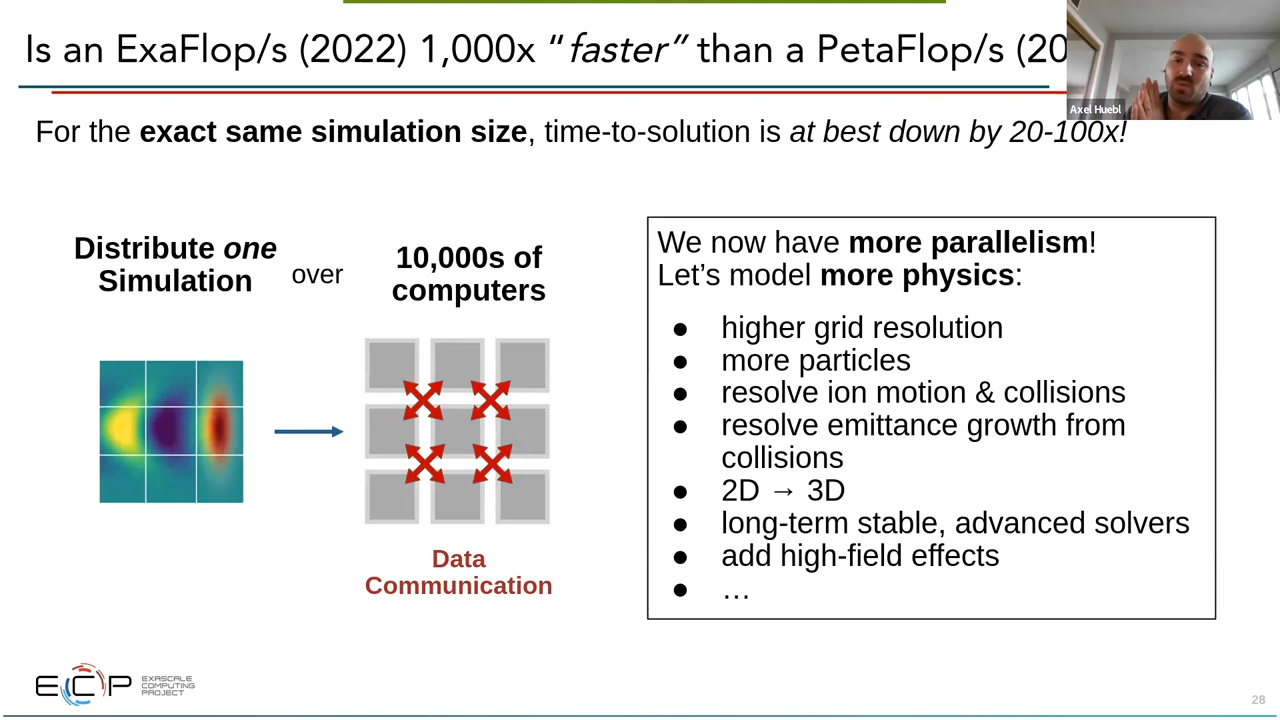 Is an ExaFlop/s (2022) 1,000x “faster” than a PetaFlop/s (20
Axel Huebl
For the exact same simulation size, time-to-solution is at best down by 20-100x!
Distribute one
Simulation
over
10,000s of
computers
Data
Communication
We now have more parallelism!
Let’s model more physics:
● higher grid resolution
● more particles
● resolve ion motion & collisions
● resolve emittance growth from
collisions
● 2D → 3D
● long-term stable, advanced solvers
● add high-field effects
● …
ECP
EXASCALE
COMPUTING
PROJECT
28